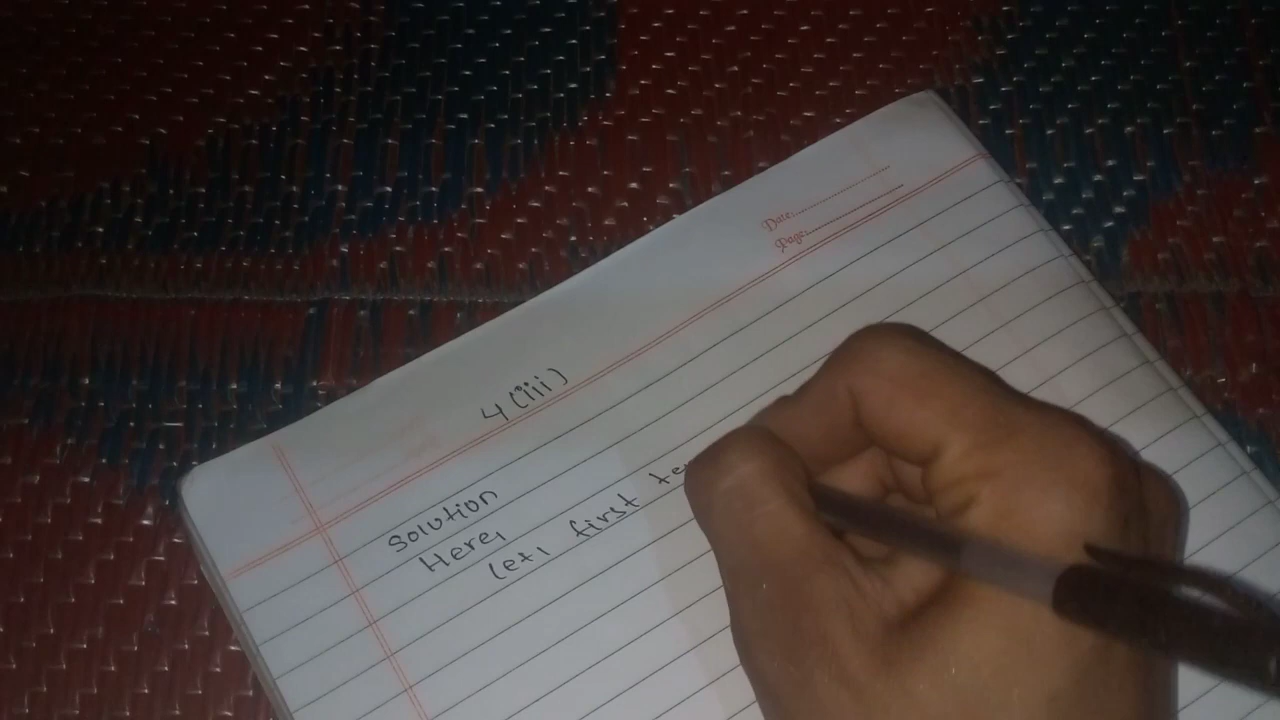 Date:
Page:
4(iii)
Solution
Here,
let, first